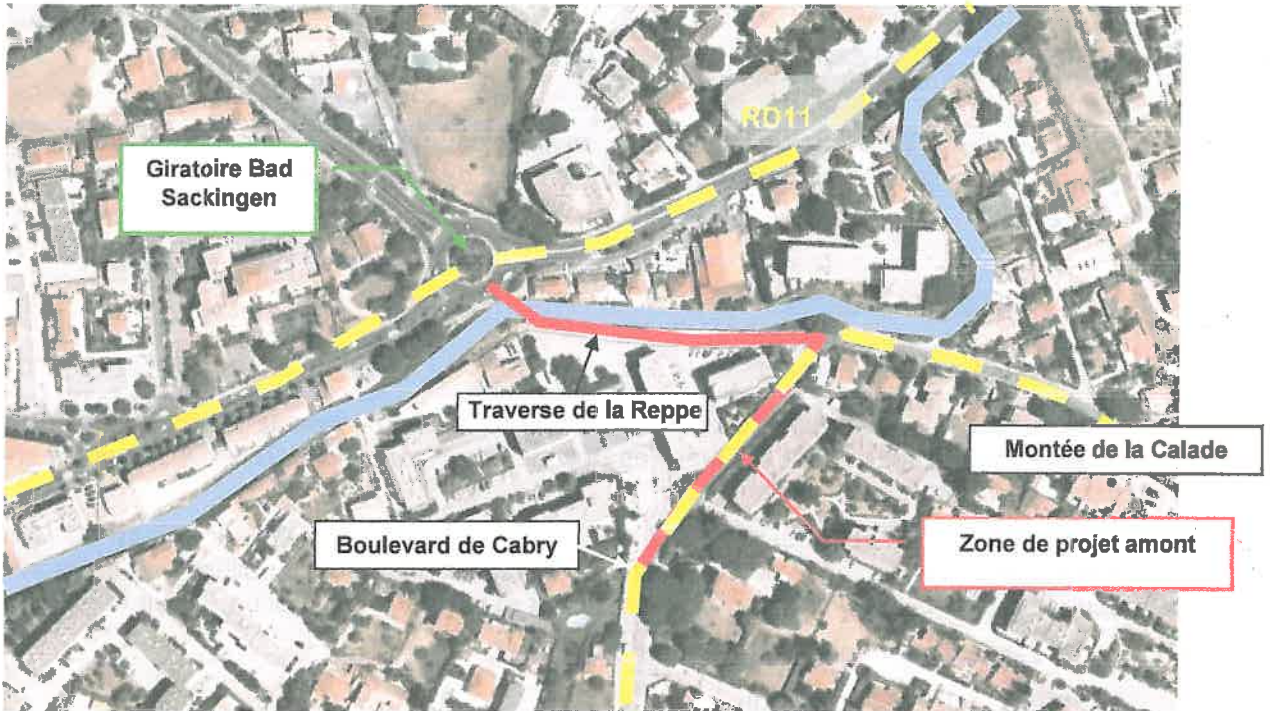 RD11
Giratoire Bad
Sackingen
Traverse de la Reppe
Montée de la Calade
Boulevard de Cabry
Zone de projet amont